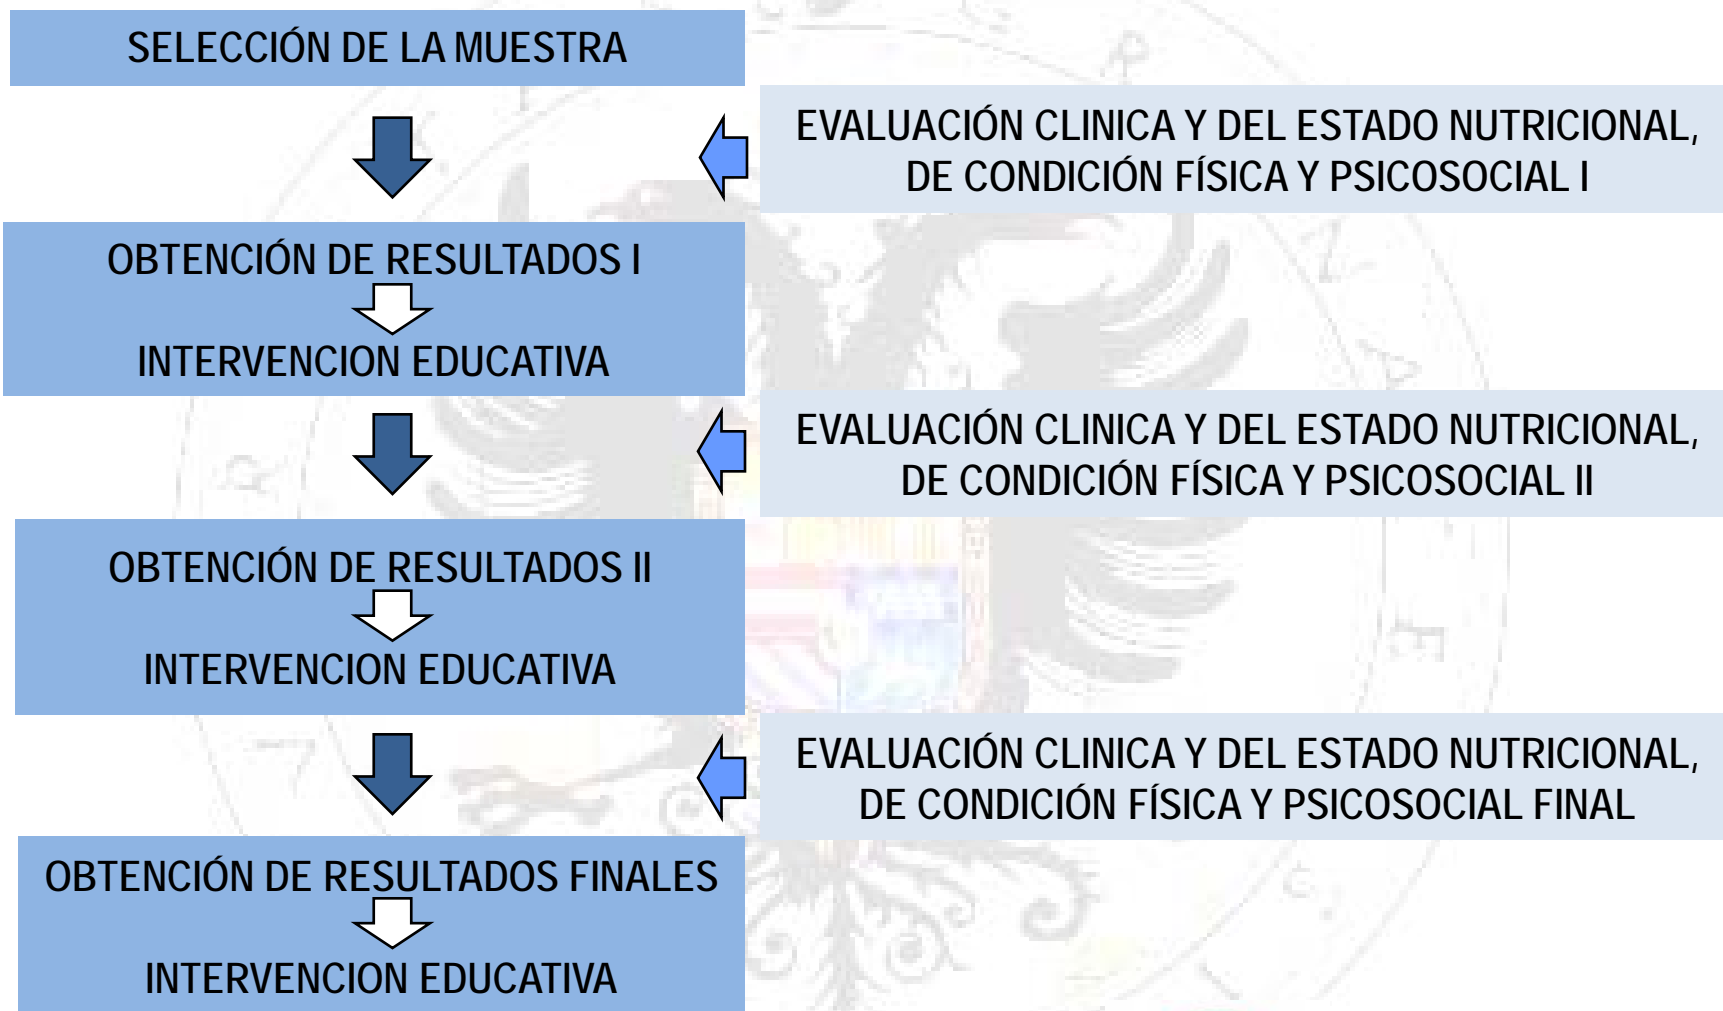 SELECCIÓN DE LA MUESTRA
EVALUACIÓN CLINICA Y DEL ESTADO NUTRICIONAL,
DE CONDICIÓN FÍSICA Y PSICOSOCIAL I
OBTENCIÓN DE RESULTADOS I
INTERVENCION EDUCATIVA
EVALUACIÓN CLINICA Y DEL ESTADO NUTRICIONAL,
DE CONDICIÓN FÍSICA Y PSICOSOCIAL II
OBTENCIÓN DE RESULTADOS II
INTERVENCION EDUCATIVA
EVALUACIÓN CLINICA Y DEL ESTADO NUTRICIONAL,
DE CONDICIÓN FÍSICA Y PSICOSOCIAL FINAL
OBTENCIÓN DE RESULTADOS FINALES
INTERVENCION EDUCATIVA